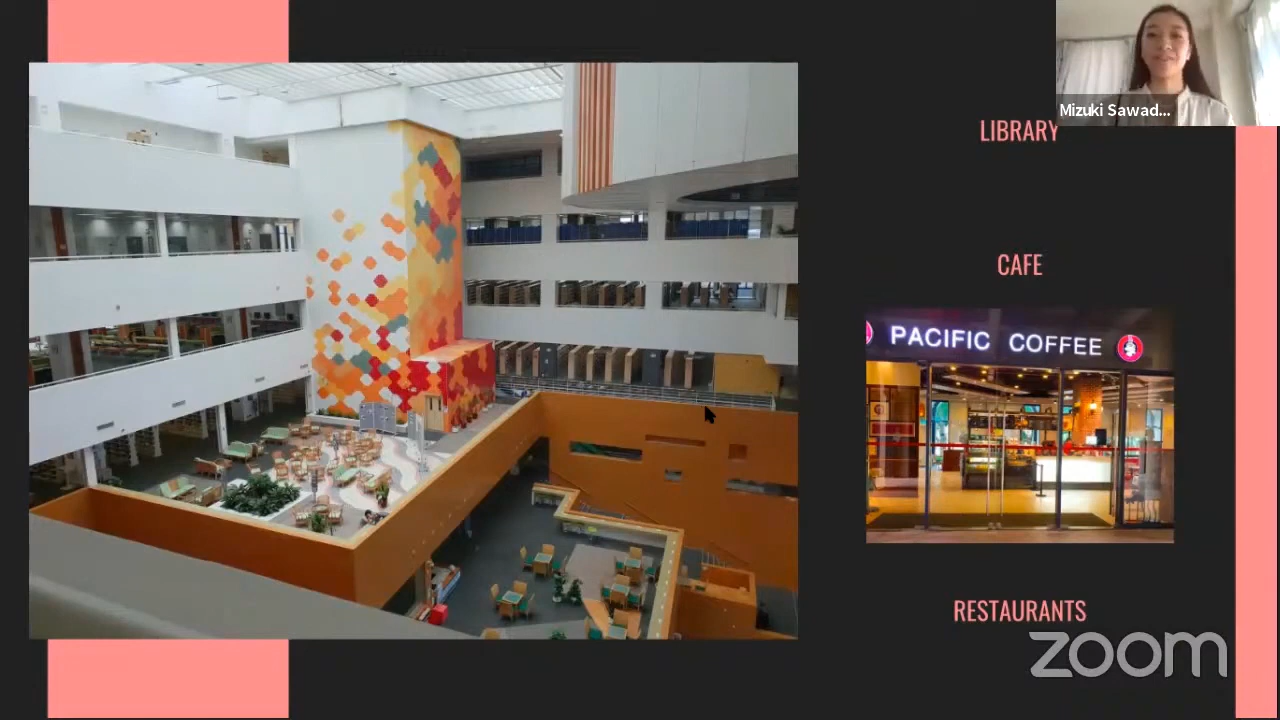 Mizuki Sawad...
LIBRARY
CAFE
PACIFIC COFFEE
RESTAURANTS
zoom